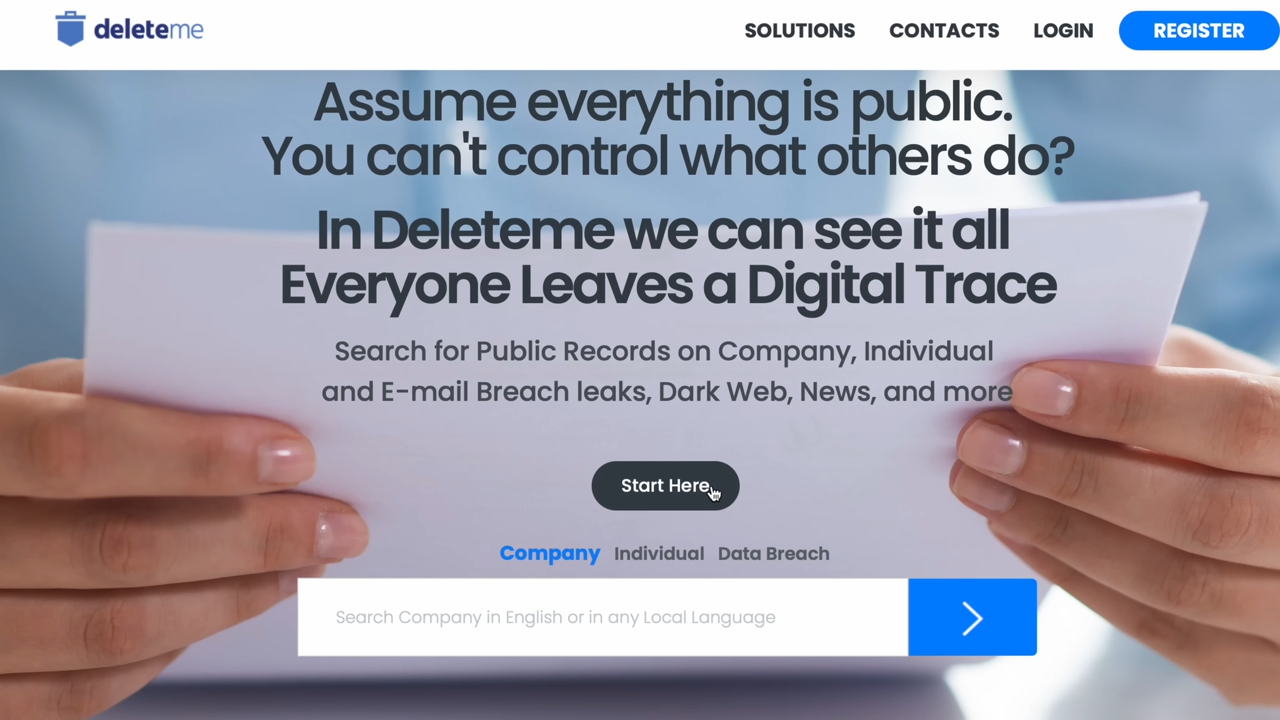 deleteme
SOLUTIONS CONTACTS LOGIN REGISTER
Assume everything is public.
You can't control what others do?
In Deleteme we can see it all
Everyone Leaves a Digital Trace
Search for Public Records on Company, Individual
and E-mail Breach leaks, Dark Web, News, and more
Start Here
Company Individual Data Breach
Search Company in English or in any Local Language